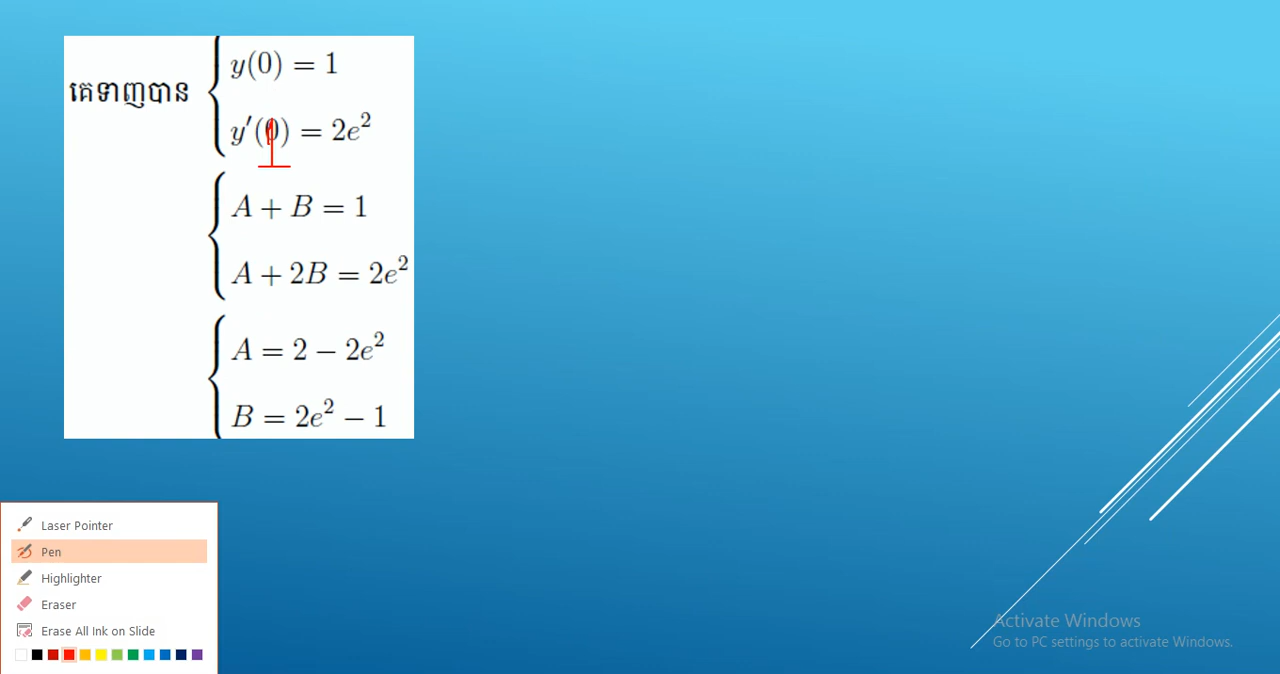 គេទាញបាន
y(0) = 1
y'(0) = 2e²
A + B = 1
A + 2B = 2e²
A = 2 − 2e²
B = 2e² − 1
Laser Pointer
Pen
Highlighter
Eraser
Erase All Ink on Slide
Activate Windows
Go to PC settings to activate Windows.